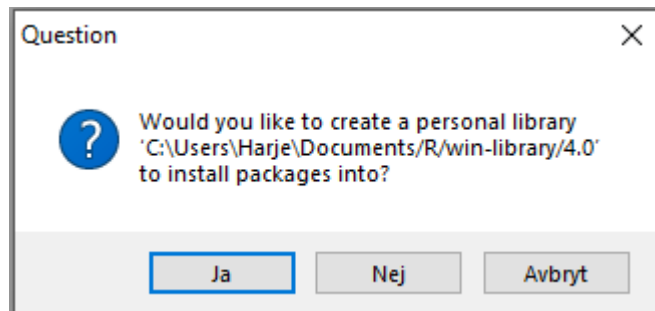 Question
Would you like to create a personal library
'C:\Users\Harje\Documents/R/win-library/4.0'
to install packages into?
Ja
Nej
Avbryt